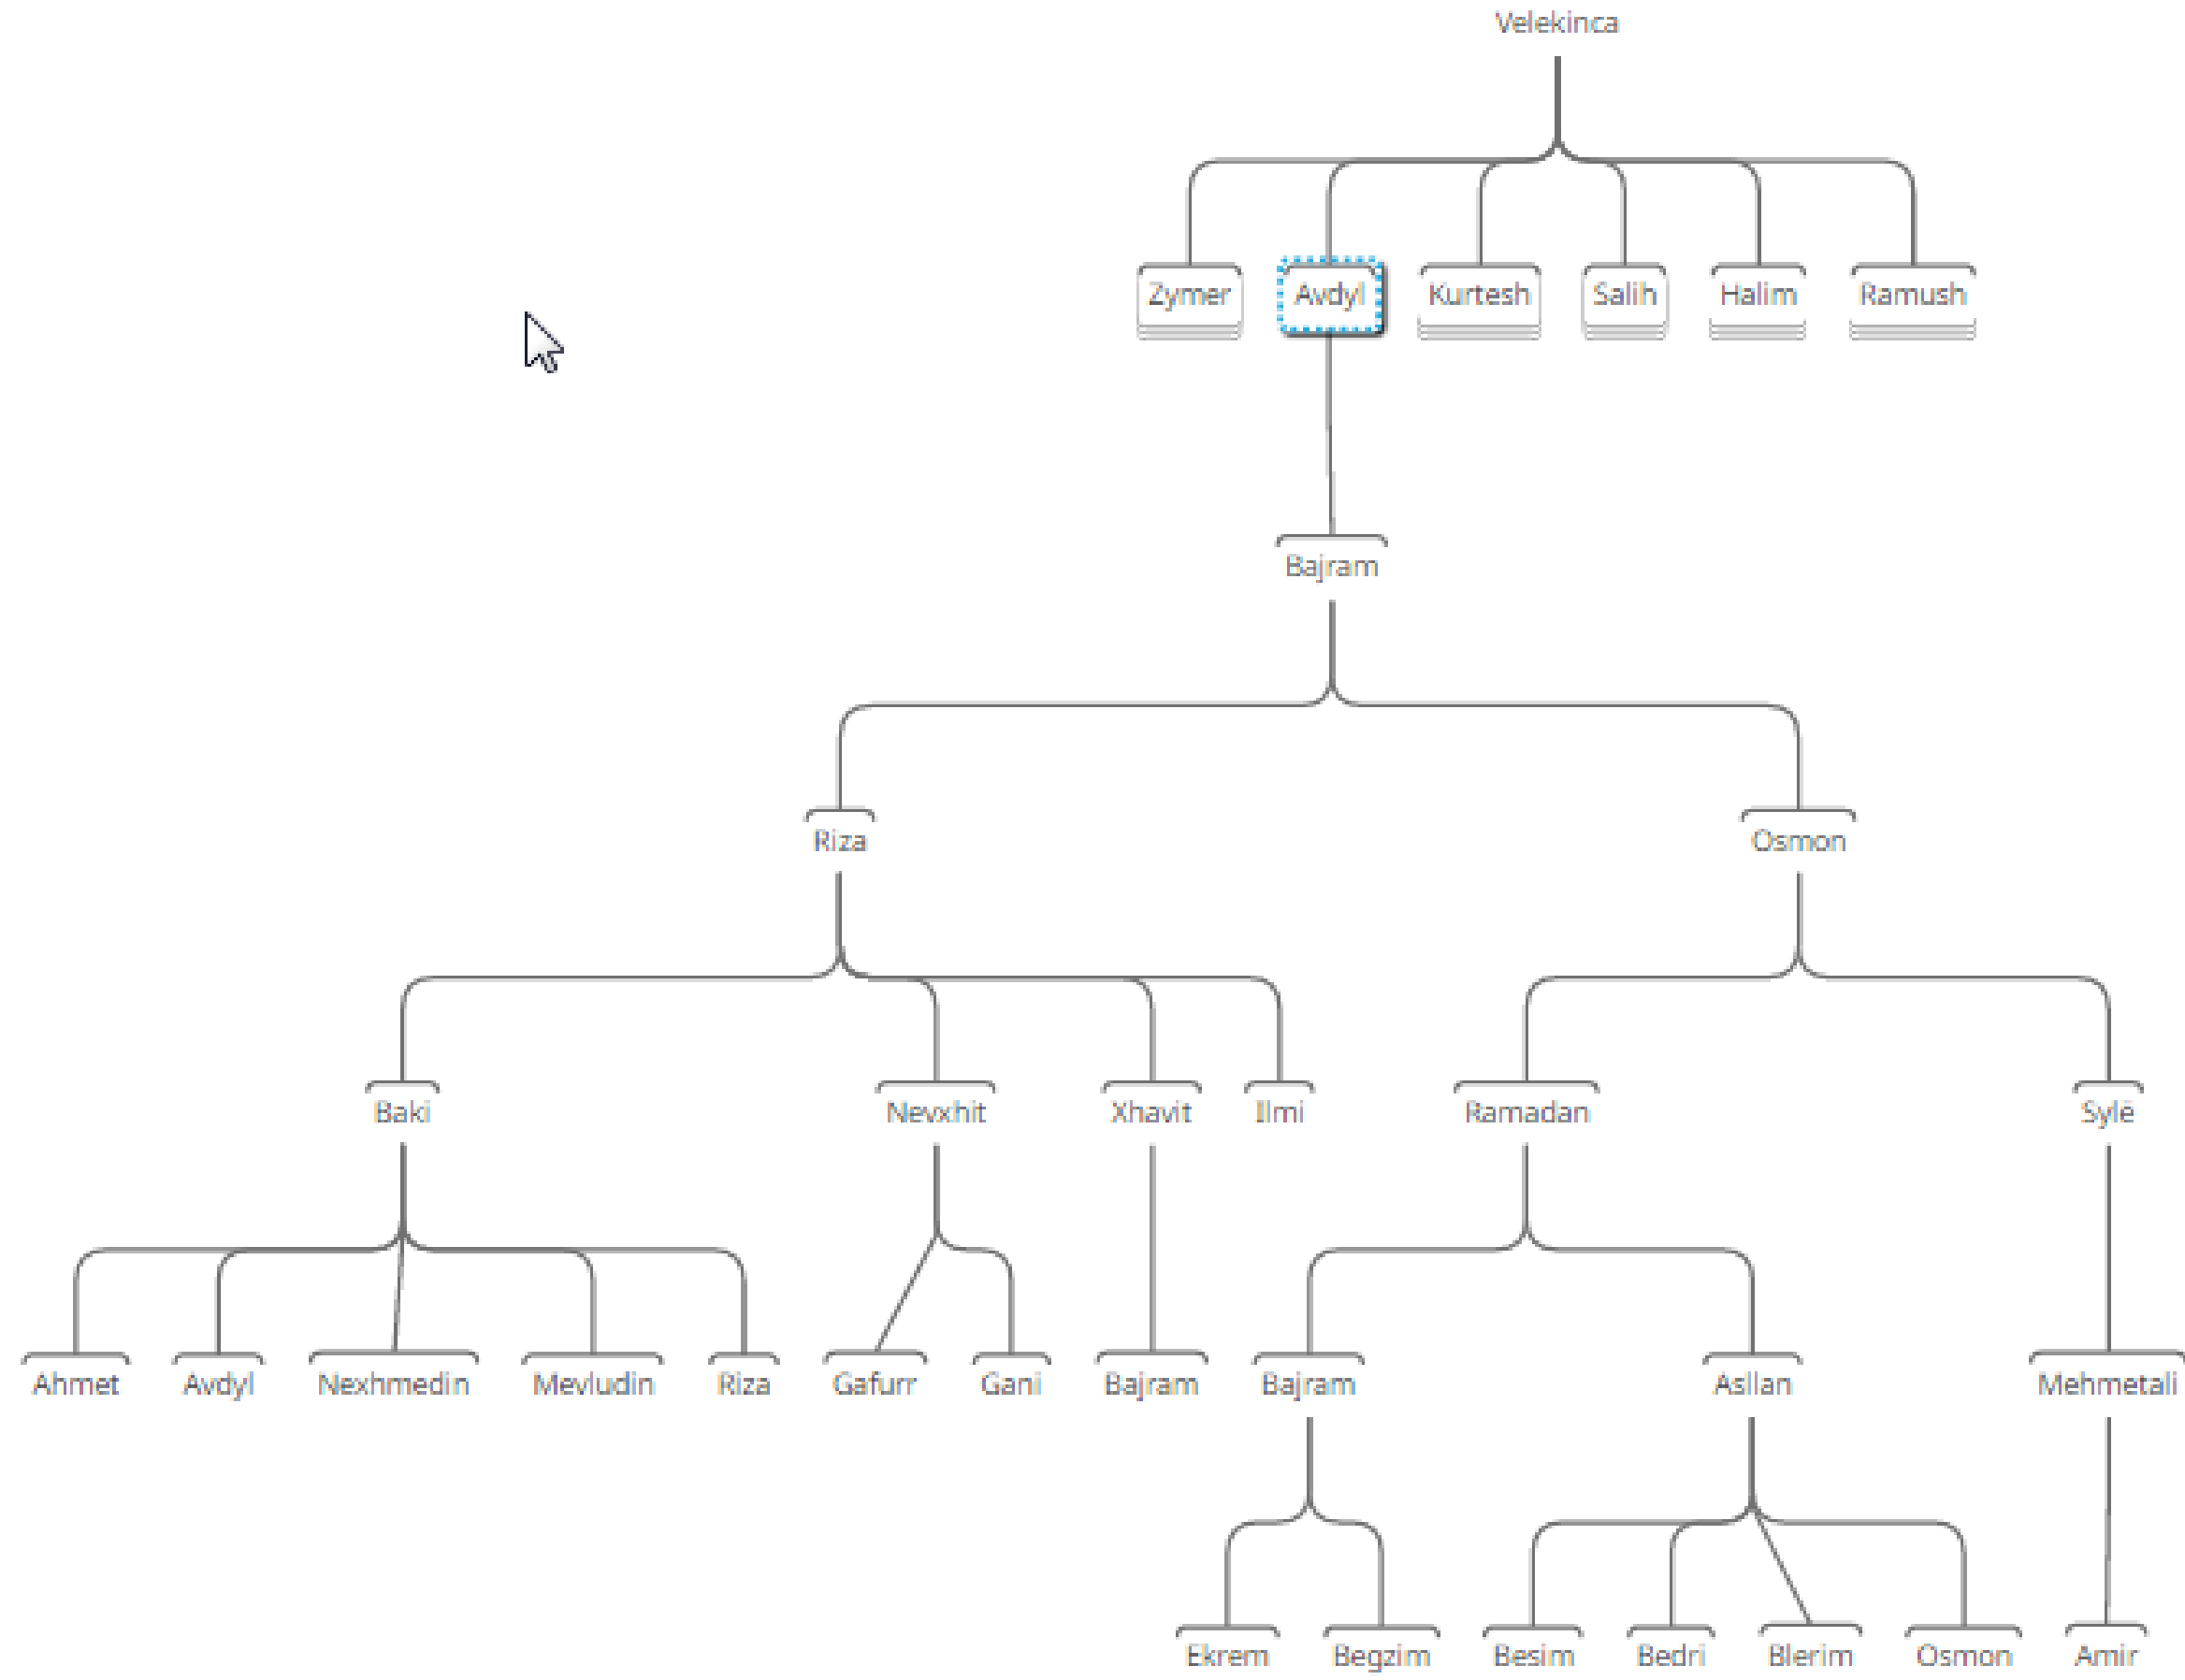 Velekinca
Zymer Avdyl Kurtesh Salih Halim Ramush
Bajram
Riza Osmon
Baki Nevxhit Xhavit Ilmi Ramadan Sylë
Ahmet Avdyl Nexhmedin Mevludin Riza Gafurr Gani Bajram Bajram Asllan Mehmetali
Ekrem Begzim Besim Bedri Blerim Osmon Amir